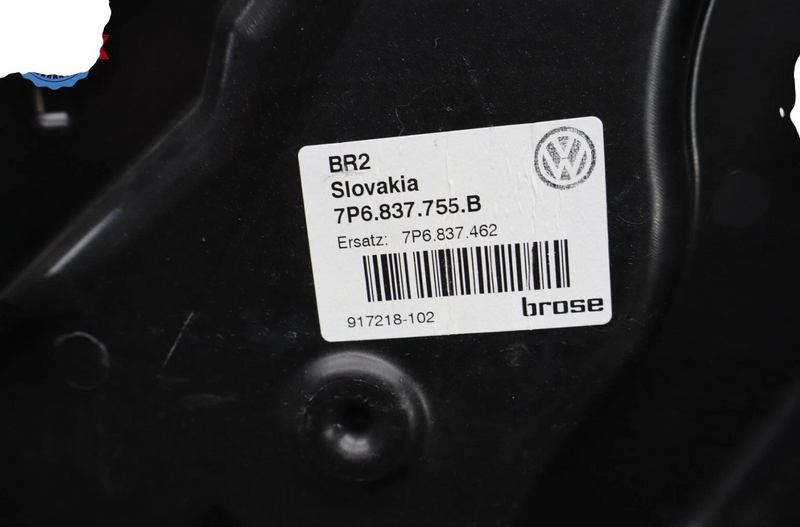 BR2
Slovakia
7P6.837.755.B
Ersatz: 7P6.837.462
917218-102
brose